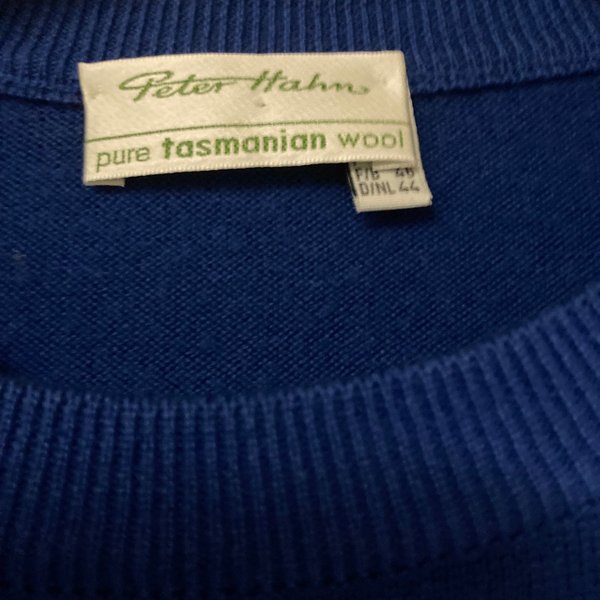 Peter Hahn
pure tasmanian wool
F/B 46
D/NL 44